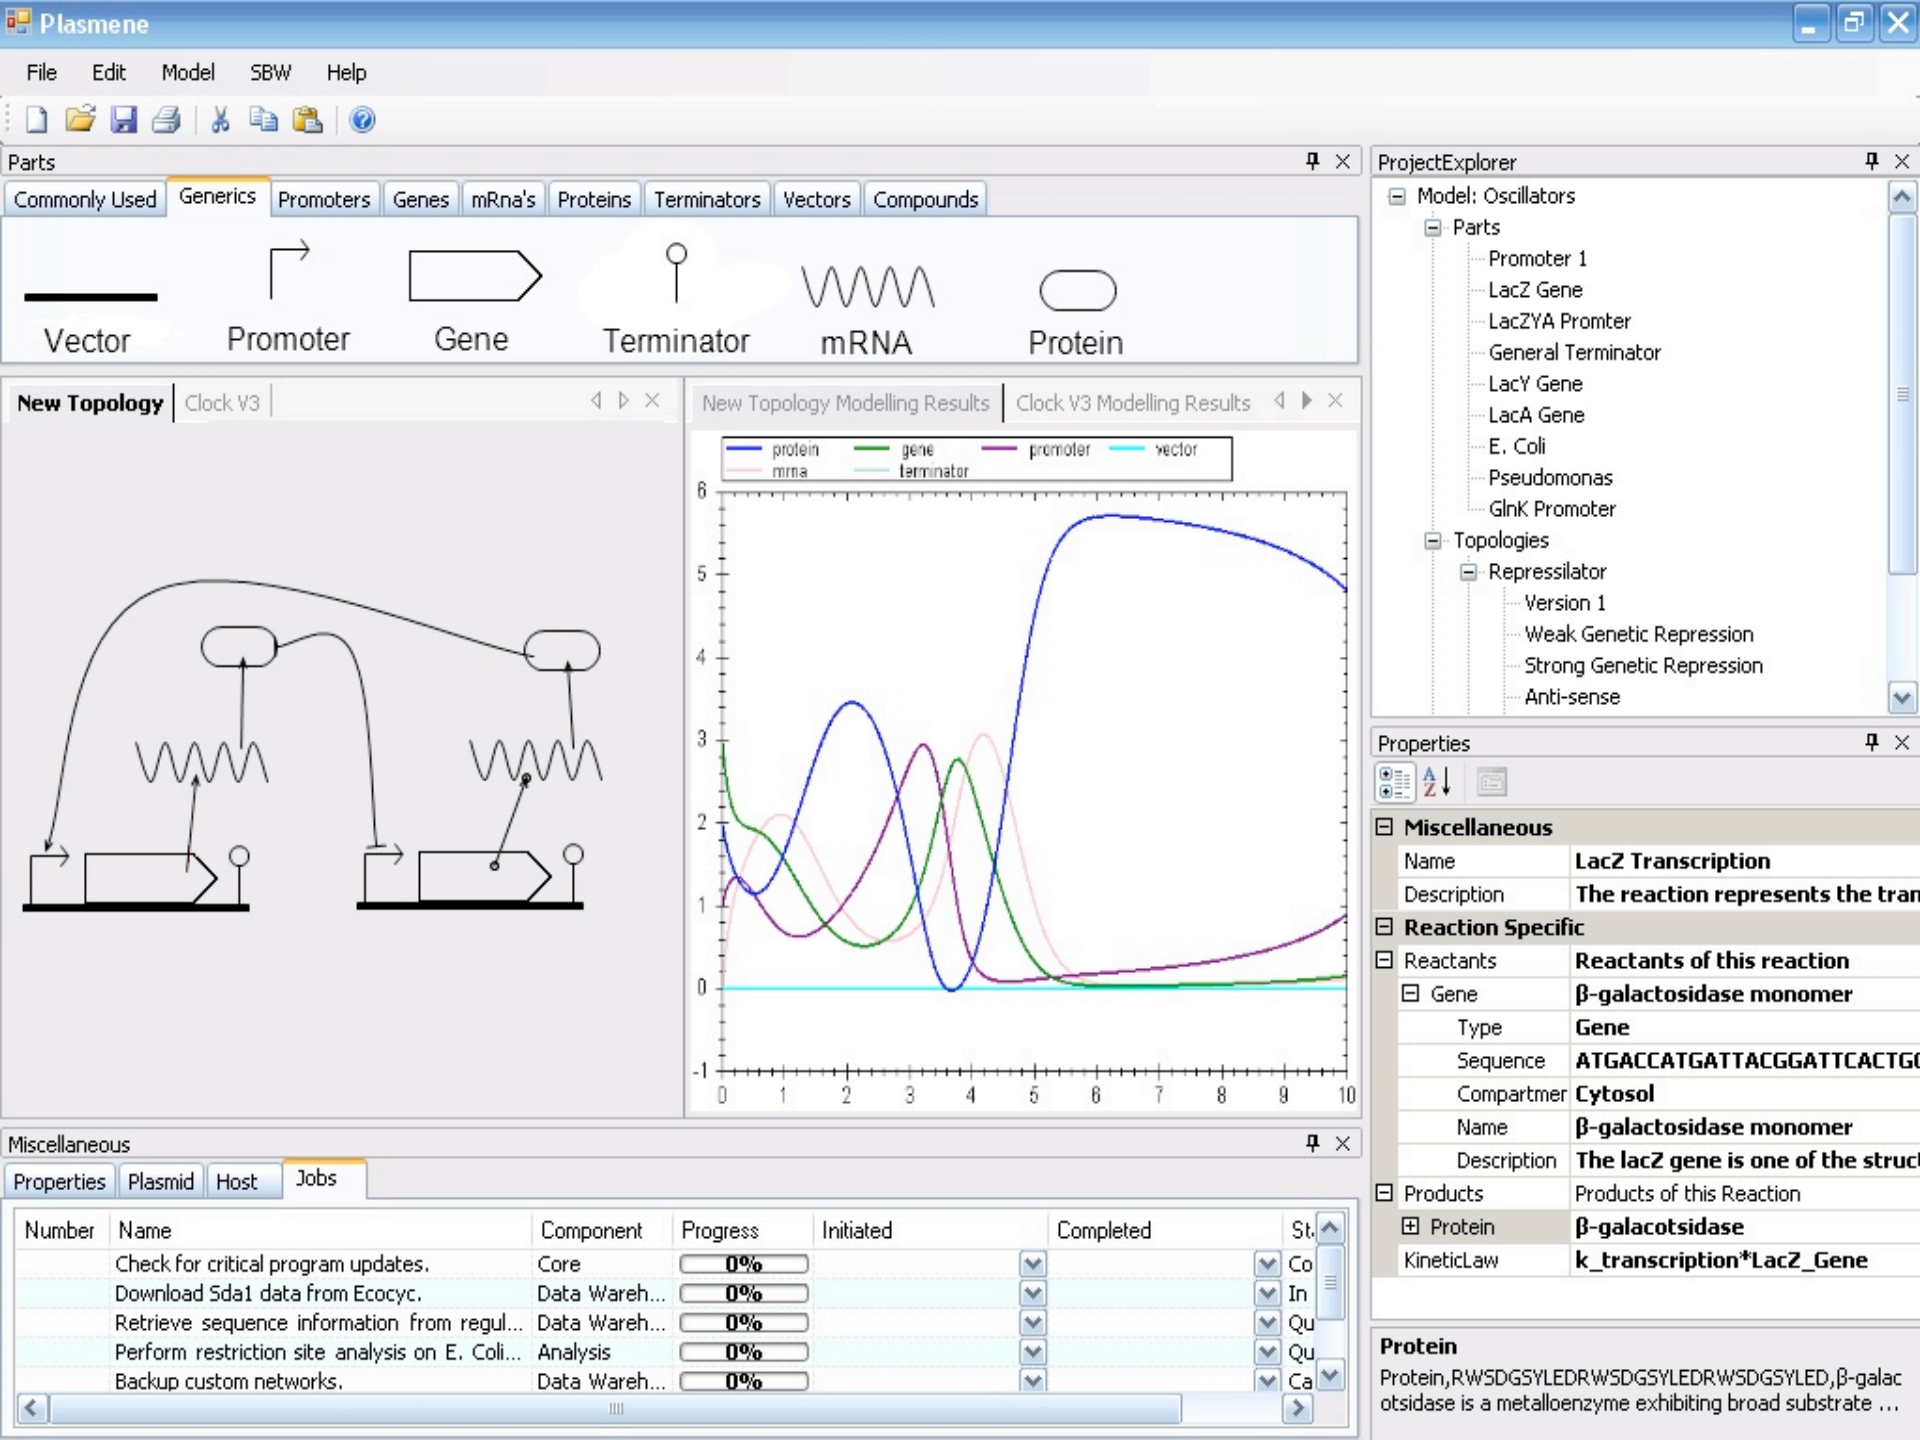 Plasmene
File Edit Model SBW Help
Parts
Commonly Used Generics Promoters Genes mRna's Proteins Terminators Vectors Compounds
Vector Promoter Gene Terminator mRNA Protein
New Topology Clock V3
New Topology Modelling Results Clock V3 Modelling Results
protein gene promoter vector
mrna terminator
6
5
4
3
2
1
0
-1
0 1 2 3 4 5 6 7 8 9 10
Miscellaneous
Properties Plasmid Host Jobs
Number Name Component Progress Initiated Completed St
Check for critical program updates. Core 0% Co
Download Sda1 data from Ecocyc. Data Wareh... 0% In
Retrieve sequence information from regul... Data Wareh... 0% Qu
Perform restriction site analysis on E. Coli... Analysis 0% Qu
Backup custom networks. Data Wareh... 0% Ca
ProjectExplorer
Model: Oscillators
Parts
Promoter 1
LacZ Gene
LacZYA Promter
General Terminator
LacY Gene
LacA Gene
E. Coli
Pseudomonas
GlnK Promoter
Topologies
Repressilator
Version 1
Weak Genetic Repression
Strong Genetic Repression
Anti-sense
Properties
A
Z
Miscellaneous
Name LacZ Transcription
Description The reaction represents the tran
Reaction Specific
Reactants Reactants of this reaction
Gene β-galactosidase monomer
Type Gene
Sequence ATGACCATGATTACGGATTCACTGG
Compartmer Cytosol
Name β-galactosidase monomer
Description The lacZ gene is one of the struct
Products Products of this Reaction
Protein β-galacotsidase
KineticLaw k_transcription*LacZ_Gene
Protein
Protein,RWSDGSYLEDRWSDGSYLEDRWSDGSYLED,β-galac
otsidase is a metalloenzyme exhibiting broad substrate ...